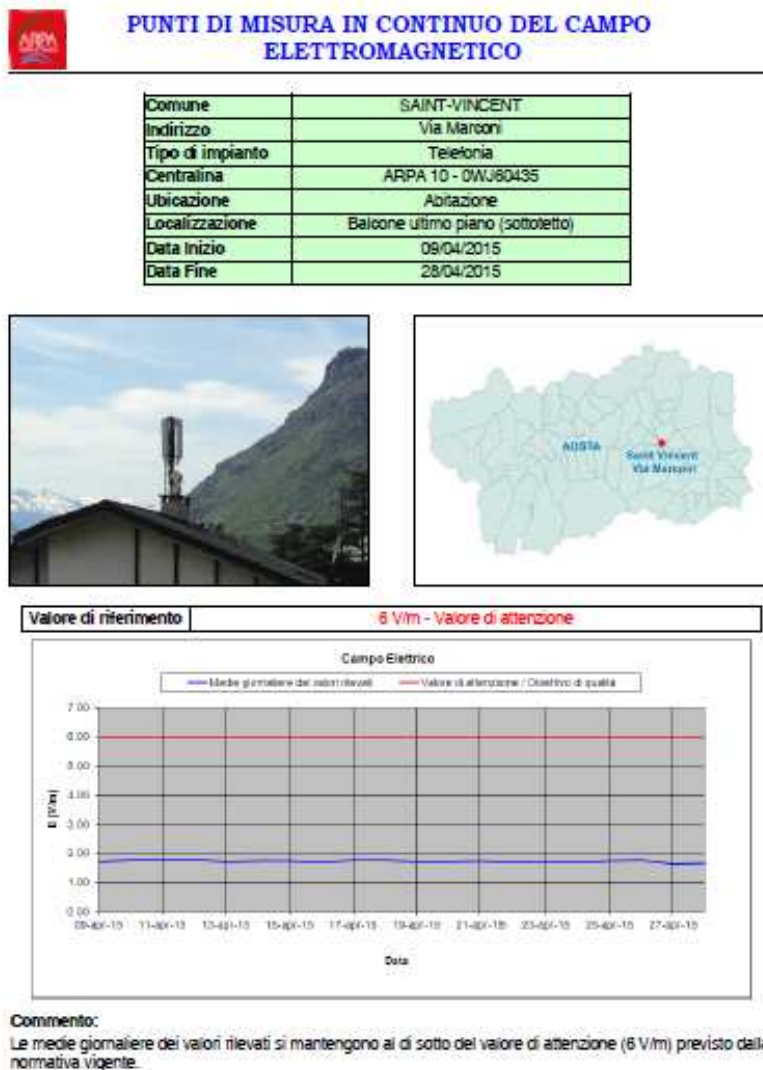 ARPA
PUNTI DI MISURA IN CONTINUO DEL CAMPO
ELETTROMAGNETICO
Comune SAINT-VINCENT
Indirizzo Via Marconi
Tipo di impianto Telefonia
Centralina ARPA 10 - 0WJ60435
Ubicazione Abitazione
Localizzazione Balcone ultimo piano (sottotetto)
Data Inizio 09/04/2015
Data Fine 28/04/2015
AOSTA
Saint Vincent
Via Marconi
Valore di riferimento 6 V/m - Valore di attenzione
Campo Elettrico
Medie giornaliere dei valori rilevati Valore di attenzione / Obiettivo di qualità
7.00
6.00
5.00
4.00
3.00
2.00
1.00
0.00
E [V/m]
09-apr-15 11-apr-15 13-apr-15 15-apr-15 17-apr-15 19-apr-15 21-apr-15 23-apr-15 25-apr-15 27-apr-15
Data
Commento:
Le medie giornaliere dei valori rilevati si mantengono al di sotto del valore di attenzione (6 V/m) previsto dalla
normativa vigente.